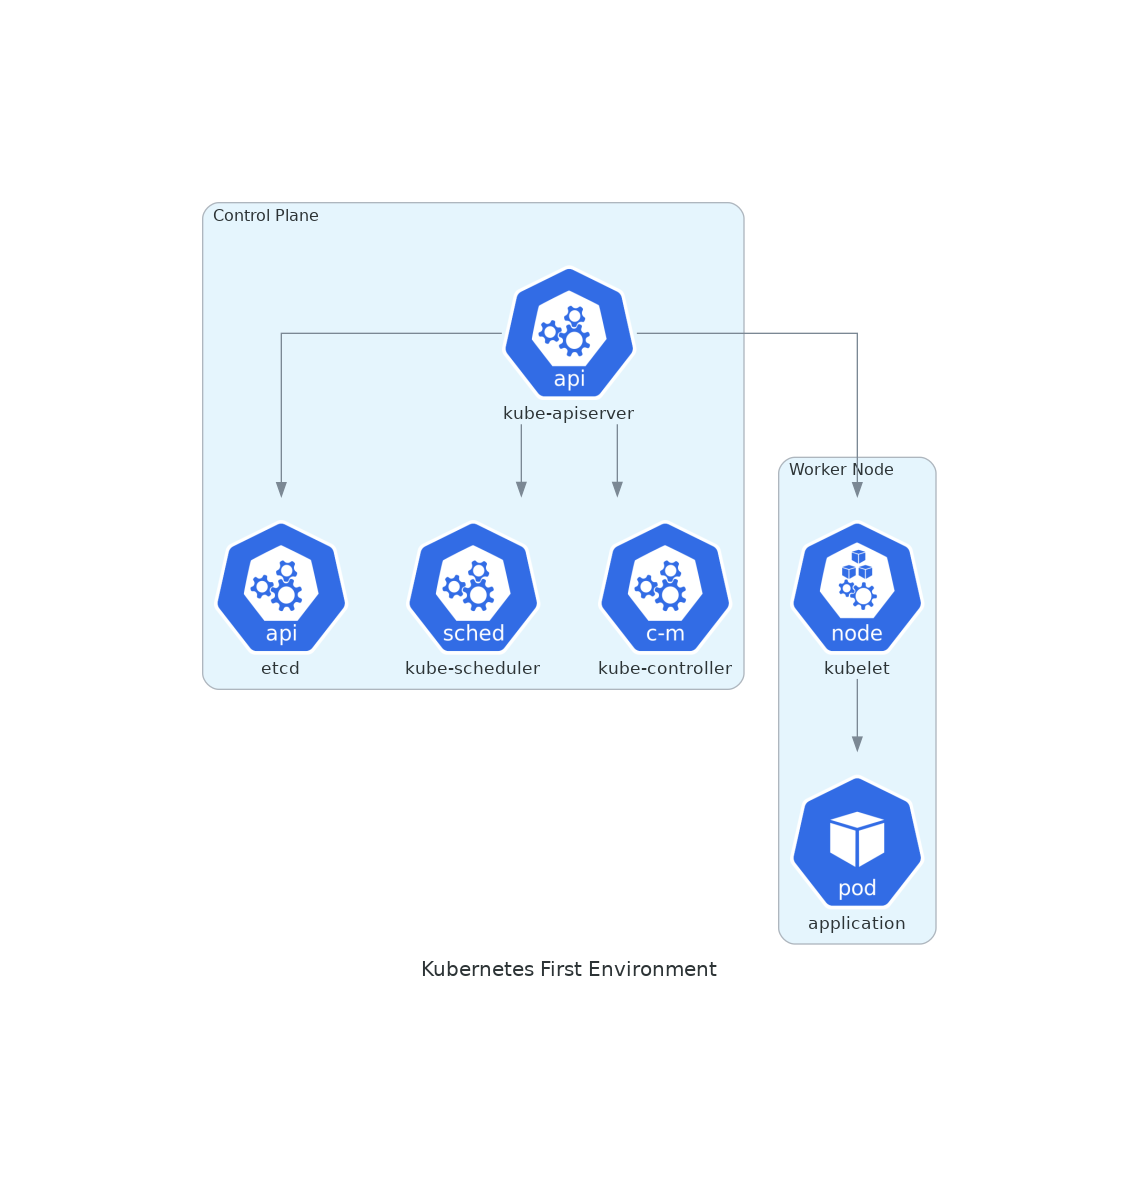 Control Plane
api
kube-apiserver
Worker Node
api
etcd
sched
kube-scheduler
c-m
kube-controller
node
kubelet
pod
application
Kubernetes First Environment